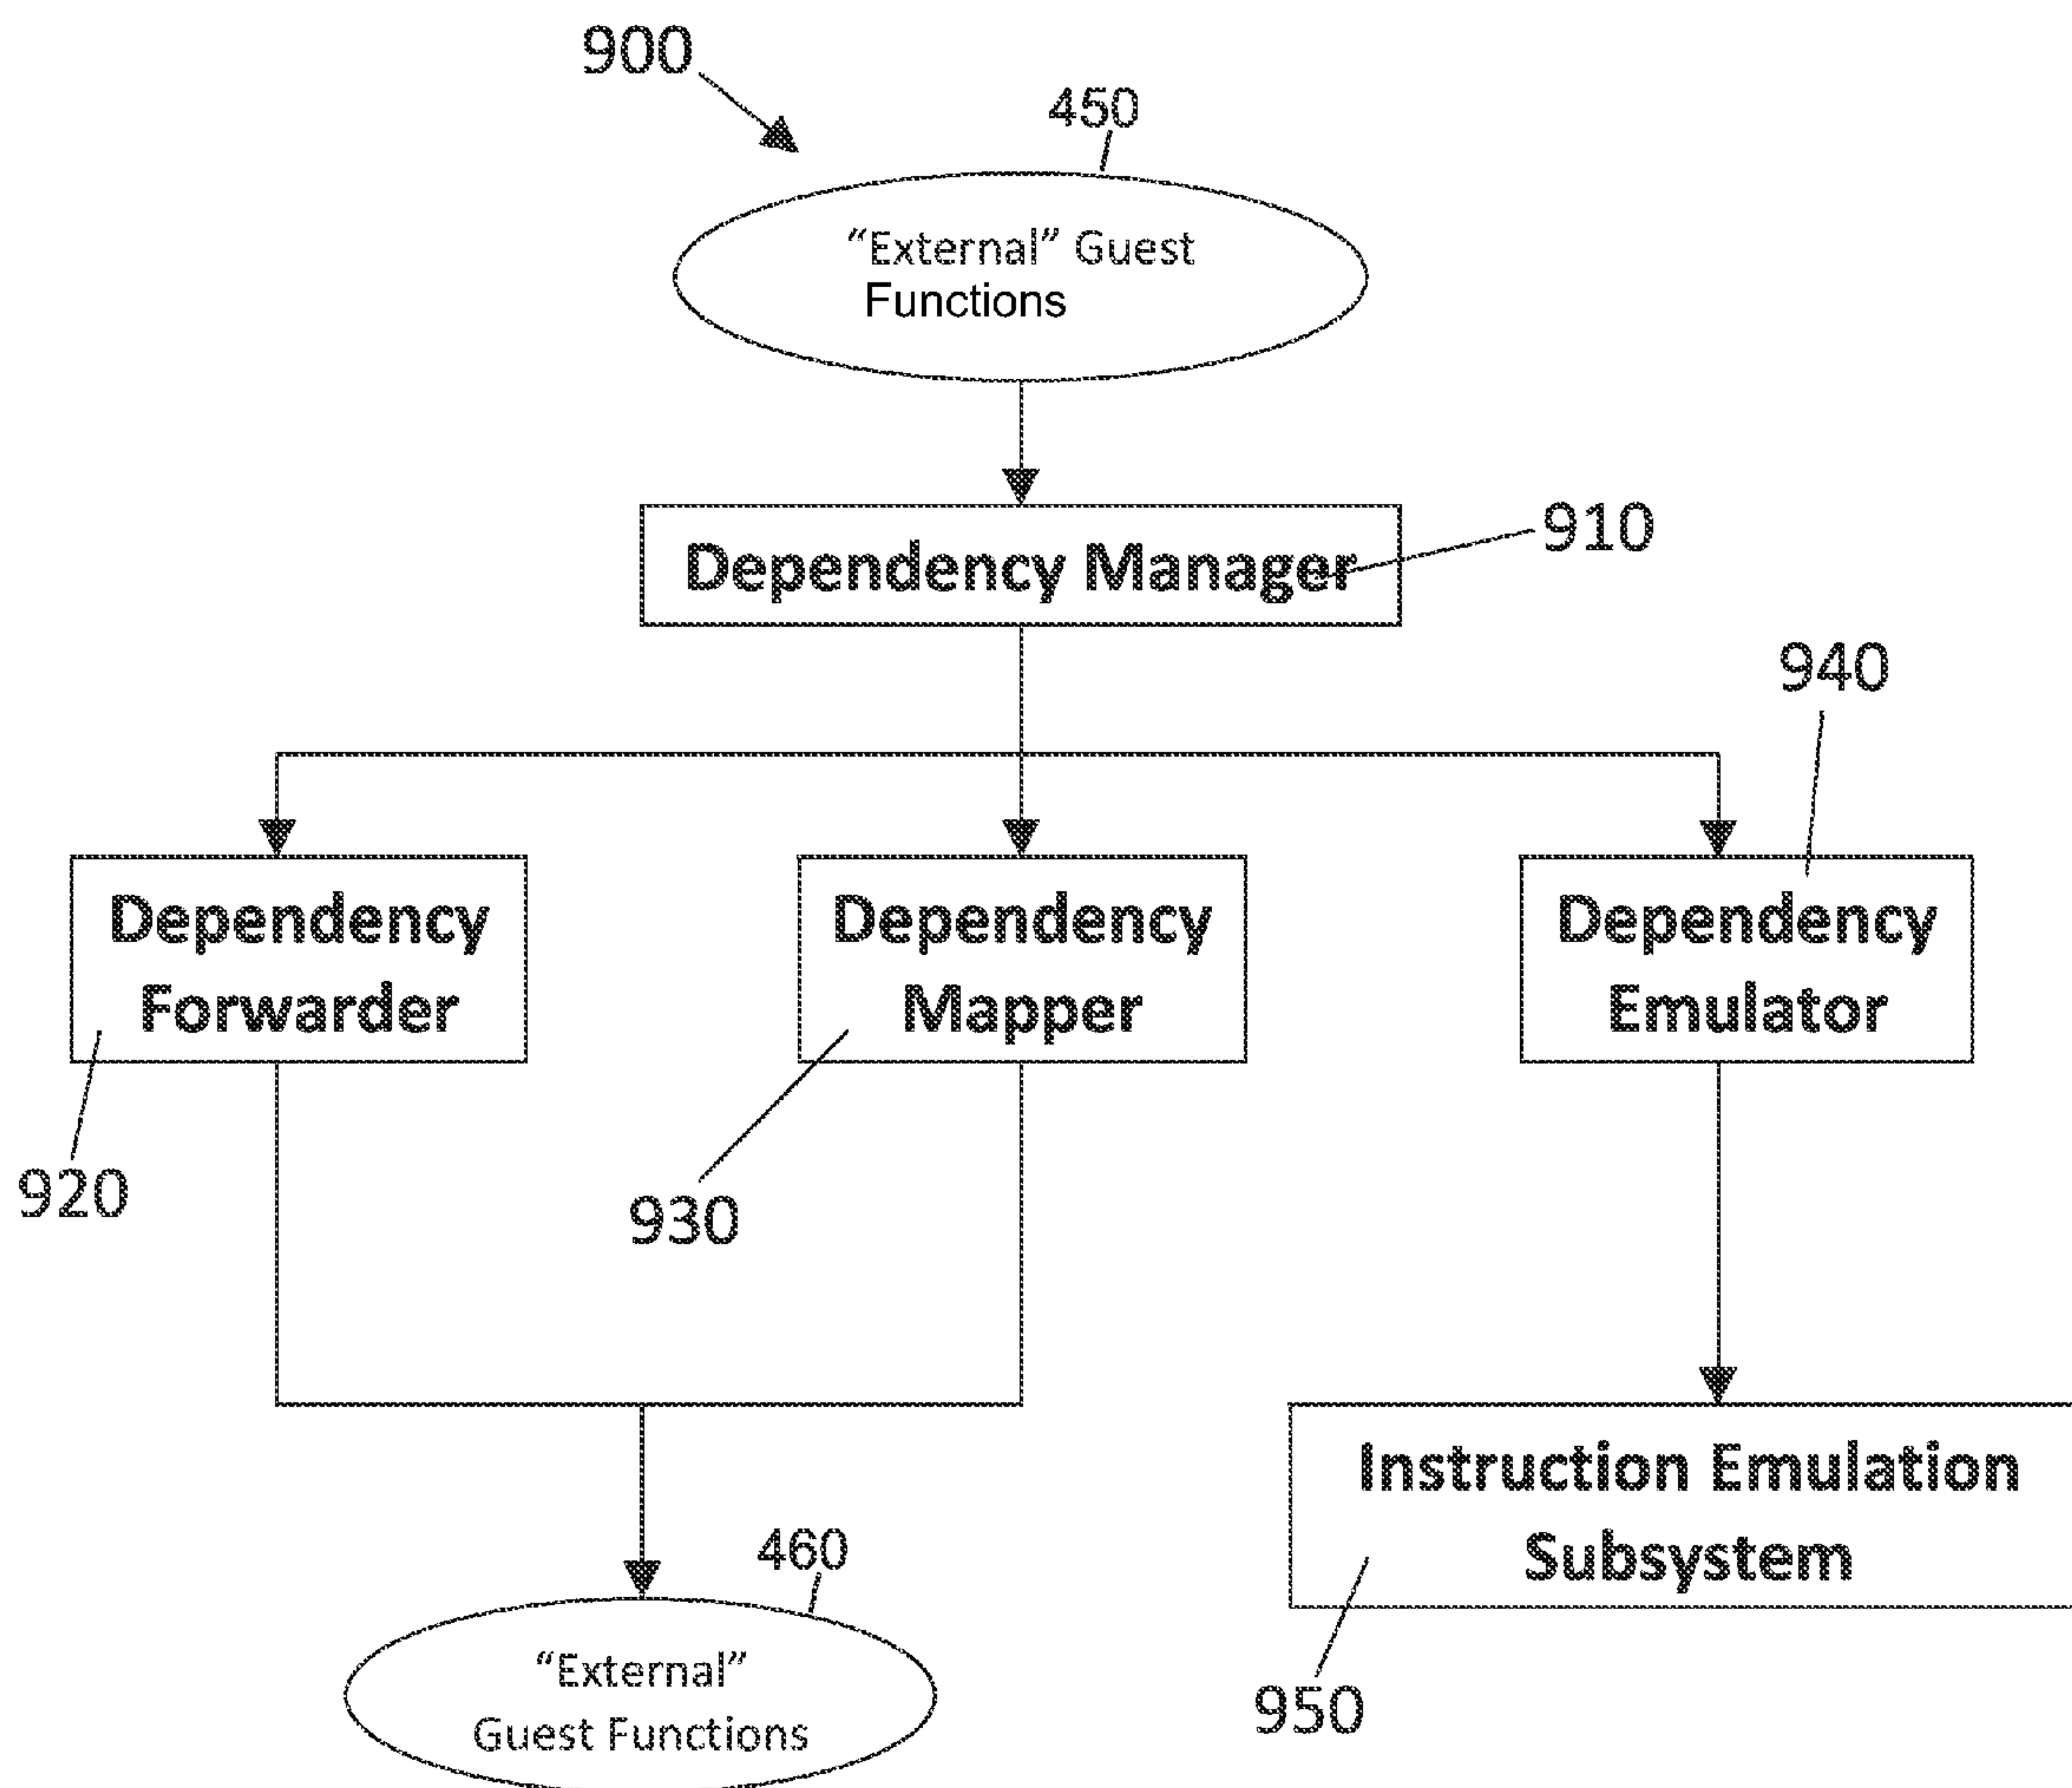 900
450
“External” Guest
Functions
Dependency Manager
910
940
Dependency
Forwarder
Dependency
Mapper
Dependency
Emulator
920
930
Instruction Emulation
Subsystem
460
“External”
Guest Functions
950